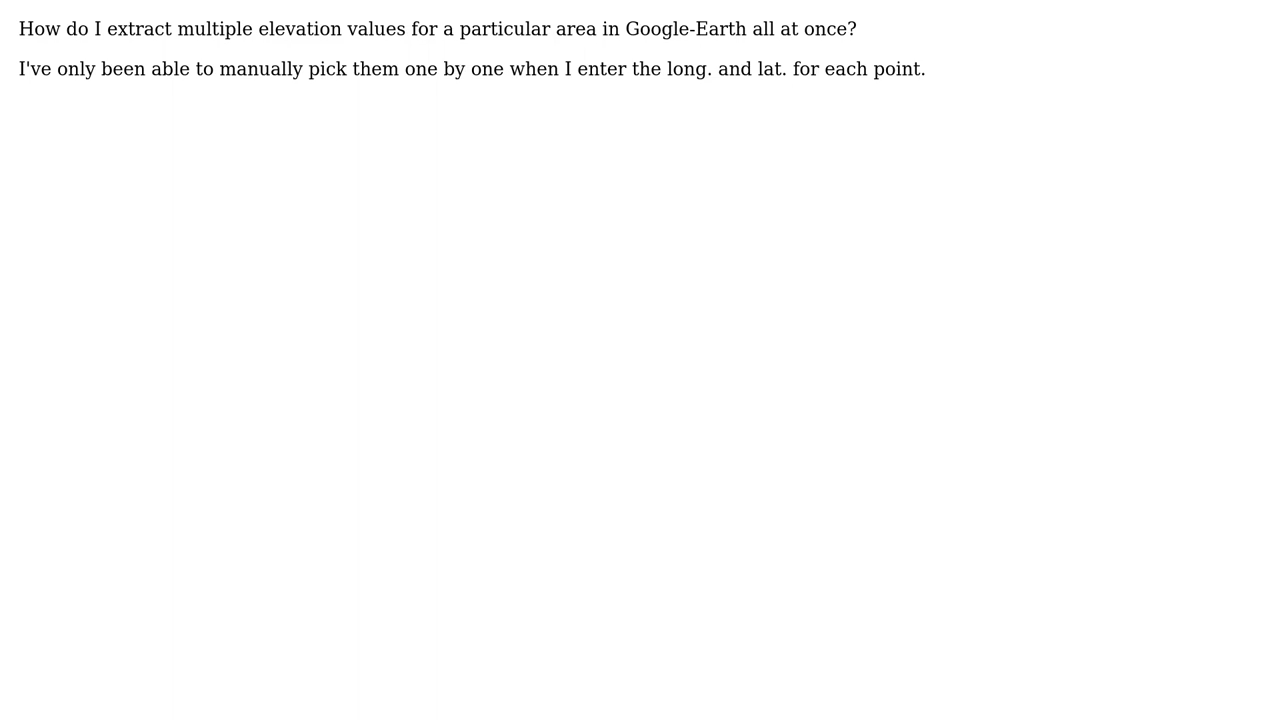 How do I extract multiple elevation values for a particular area in Google-Earth all at once?
I've only been able to manually pick them one by one when I enter the long. and lat. for each point.